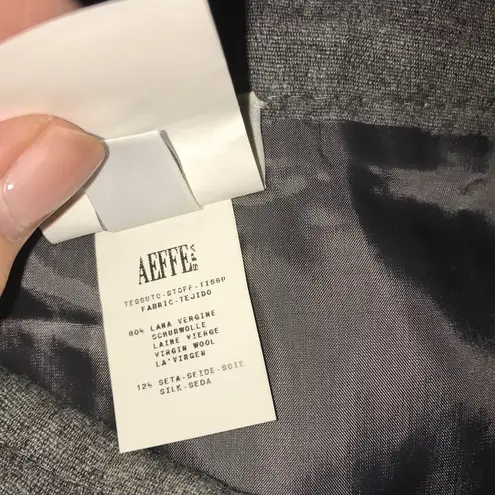 AEFFE SPA
TESSUTO-STOFF-TISSU
FABRIC-TEJIDO
80% LANA VERGINE
SCHURWOLLE
LAINE VIERGE
VIRGIN WOOL
LA'VIRGEN
12% SETA-SEIDE-SOIE
SILK-SEDA